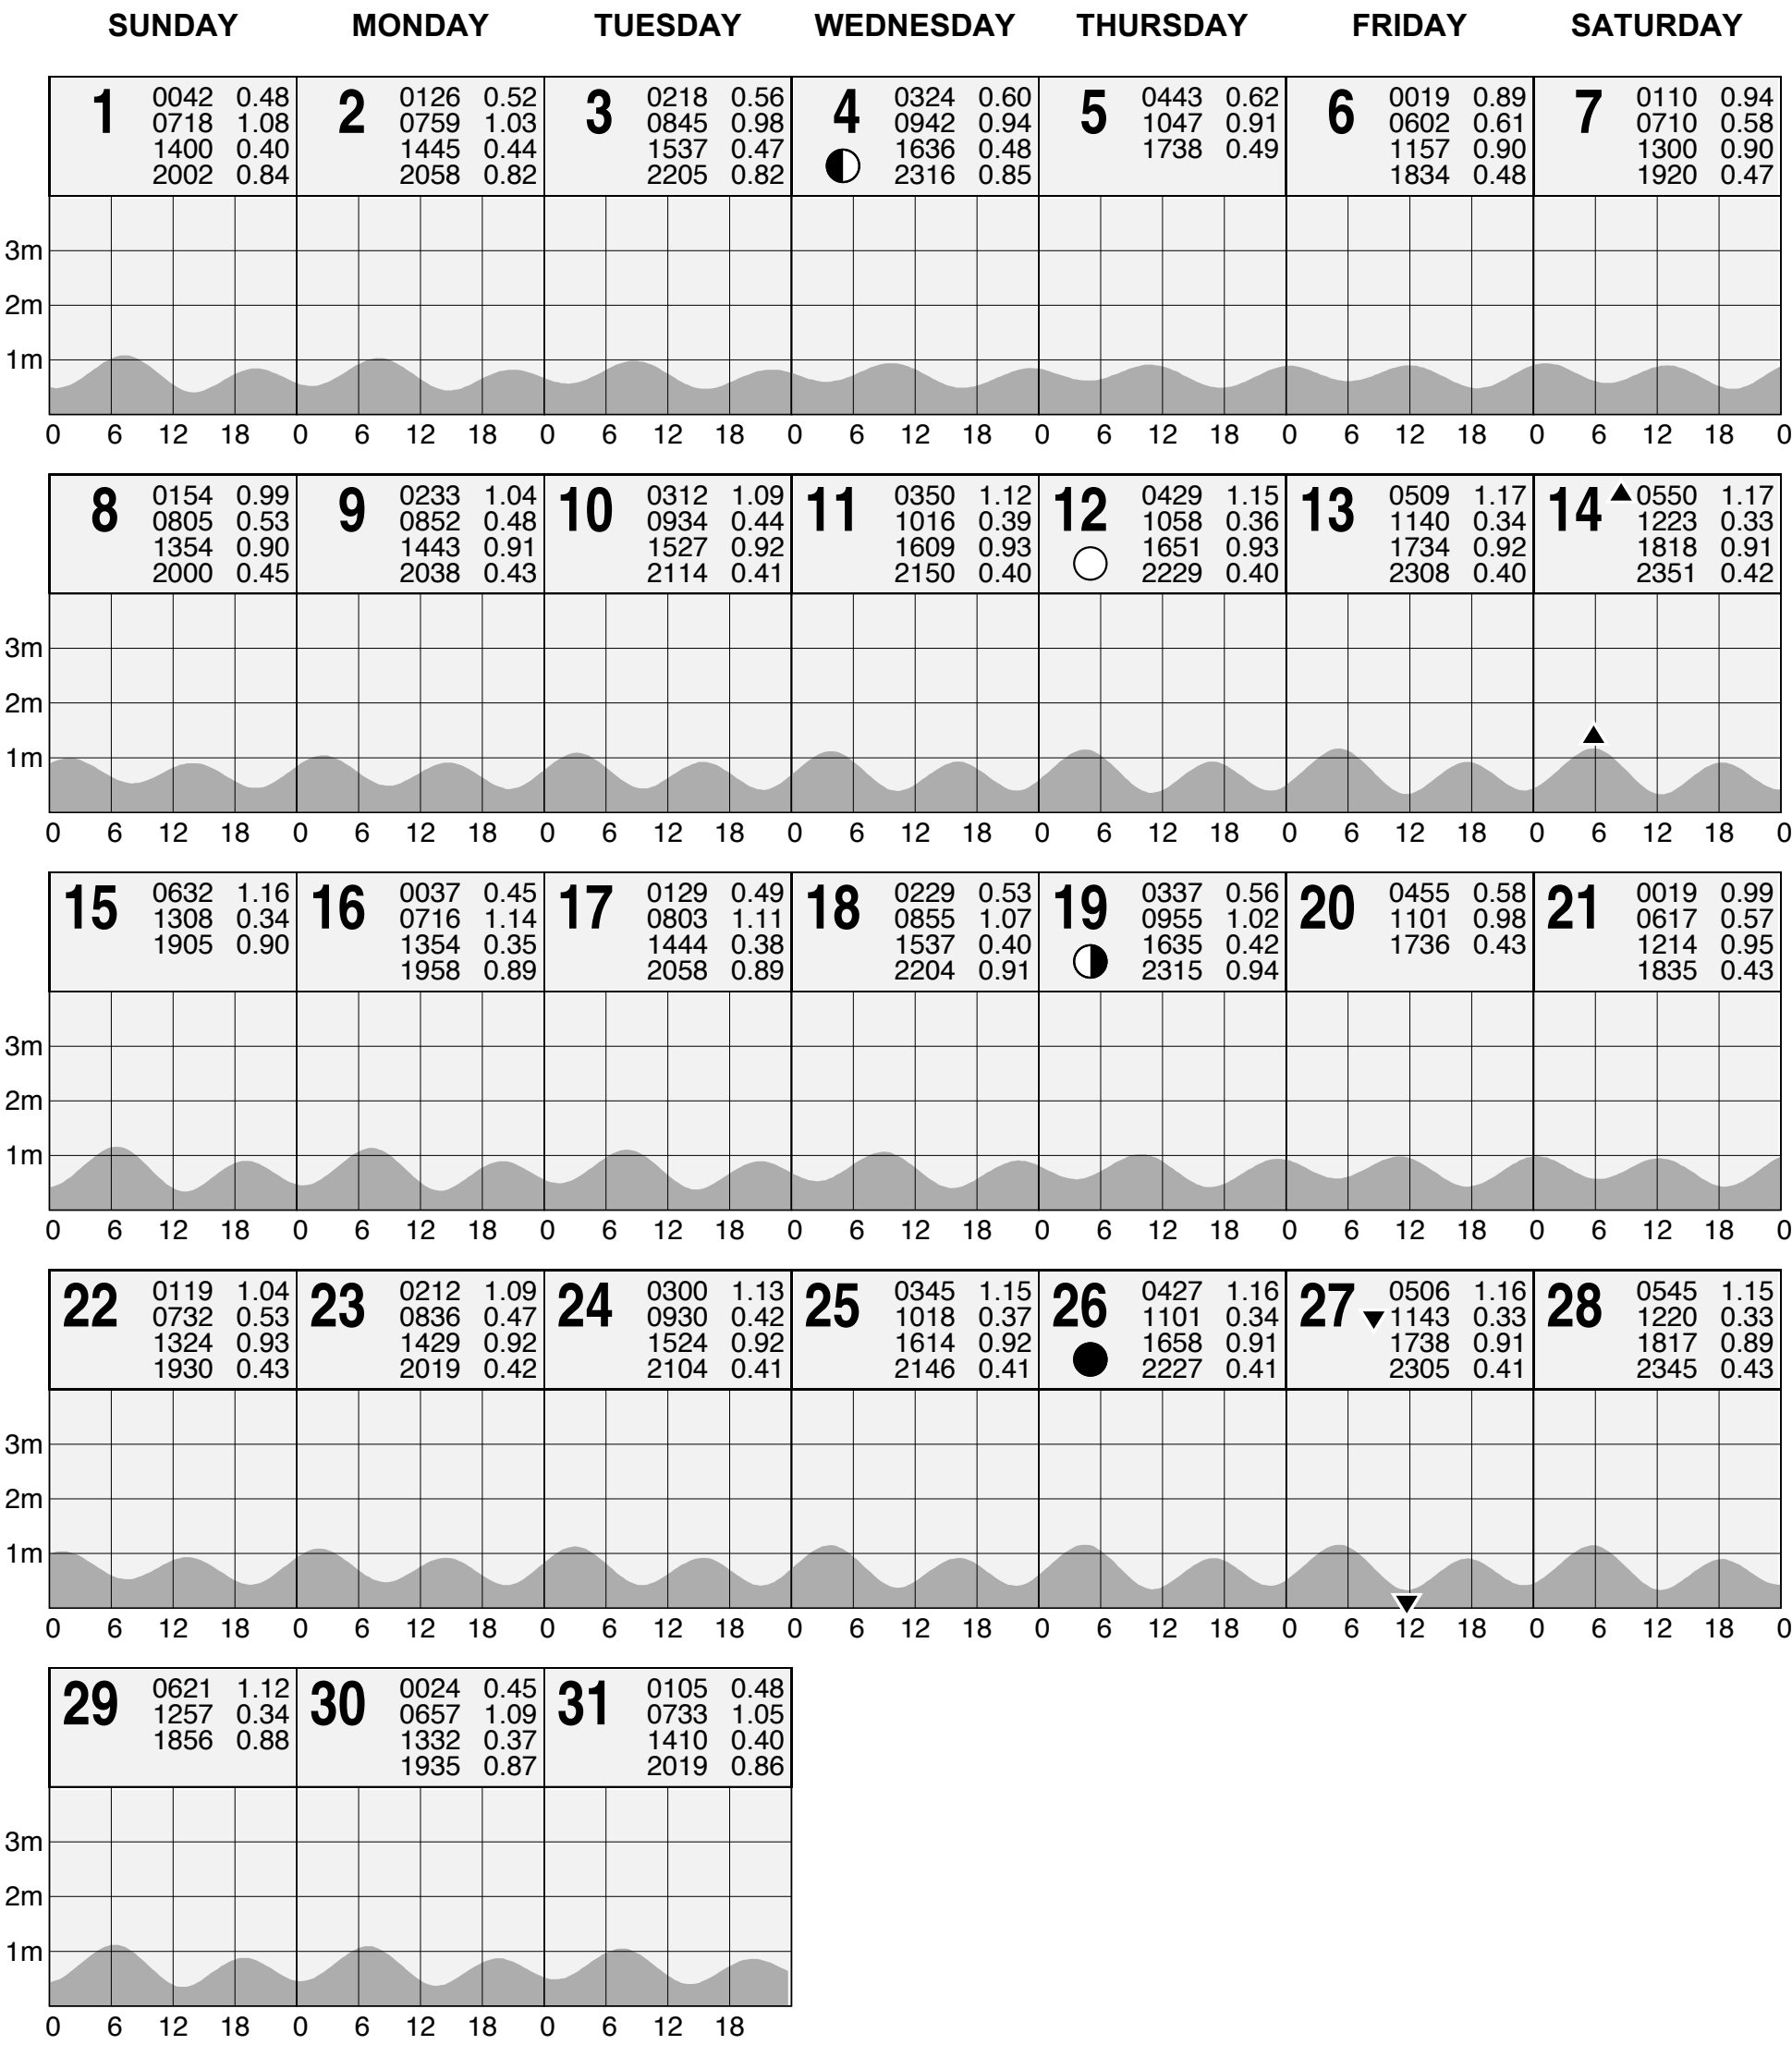 SUNDAY MONDAY TUESDAY WEDNESDAY THURSDAY FRIDAY SATURDAY
1 0042 0.48 2 0126 0.52 3 0218 0.56 4 0324 0.60 5 0443 0.62 6 0019 0.89 7 0110 0.94
0718 1.08 0759 1.03 0845 0.98 0942 0.94 1047 0.91 0602 0.61 0710 0.58
1400 0.40 1445 0.44 1537 0.47 1636 0.48 1738 0.49 1157 0.90 1300 0.90
2002 0.84 2058 0.82 2205 0.82 2316 0.85 1834 0.48 1920 0.47
3m
2m
1m
0 6 12 18 0 6 12 18 0 6 12 18 0 6 12 18 0 6 12 18 0 6 12 18 0 6 12 18 0
8 0154 0.99 9 0233 1.04 10 0312 1.09 11 0350 1.12 12 0429 1.15 13 0509 1.17 14 0550 1.17
0805 0.53 0852 0.48 0934 0.44 1016 0.39 1058 0.36 1140 0.34 1223 0.33
1354 0.90 1443 0.91 1527 0.92 1609 0.93 1651 0.93 1734 0.92 1818 0.91
2000 0.45 2038 0.43 2114 0.41 2150 0.40 2229 0.40 2308 0.40 2351 0.42
3m
2m
1m
0 6 12 18 0 6 12 18 0 6 12 18 0 6 12 18 0 6 12 18 0 6 12 18 0 6 12 18 0
15 0632 1.16 16 0037 0.45 17 0129 0.49 18 0229 0.53 19 0337 0.56 20 0455 0.58 21 0019 0.99
1308 0.34 0716 1.14 0803 1.11 0855 1.07 0955 1.02 1101 0.98 0617 0.57
1905 0.90 1354 0.35 1444 0.38 1537 0.40 1635 0.42 1736 0.43 1214 0.95
1958 0.89 2058 0.89 2204 0.91 2315 0.94 1835 0.43
3m
2m
1m
0 6 12 18 0 6 12 18 0 6 12 18 0 6 12 18 0 6 12 18 0 6 12 18 0 6 12 18 0
22 0119 1.04 23 0212 1.09 24 0300 1.13 25 0345 1.15 26 0427 1.16 27 0506 1.16 28 0545 1.15
0732 0.53 0836 0.47 0930 0.42 1018 0.37 1101 0.34 1143 0.33 1220 0.33
1324 0.93 1429 0.92 1524 0.92 1614 0.92 1658 0.91 1738 0.91 1817 0.89
1930 0.43 2019 0.42 2104 0.41 2146 0.41 2227 0.41 2305 0.41 2345 0.43
3m
2m
1m
0 6 12 18 0 6 12 18 0 6 12 18 0 6 12 18 0 6 12 18 0 6 12 18 0 6 12 18 0
29 0621 1.12 30 0024 0.45 31 0105 0.48
1257 0.34 0657 1.09 0733 1.05
1856 0.88 1332 0.37 1410 0.40
1935 0.87 2019 0.86
3m
2m
1m
0 6 12 18 0 6 12 18 0 6 12 18